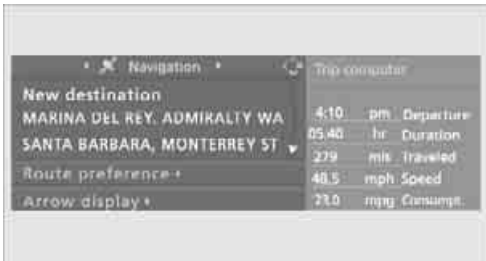 Navigation
New destination
MARINA DEL REY. ADMIRALTY WA
SANTA BARBARA, MONTERREY ST
Route preference
Arrow display
Trip computer
4:10 pm Departure
05.40 hr Duration
279 mls Traveled
48.5 mph Speed
23.0 mpg Consumpt.